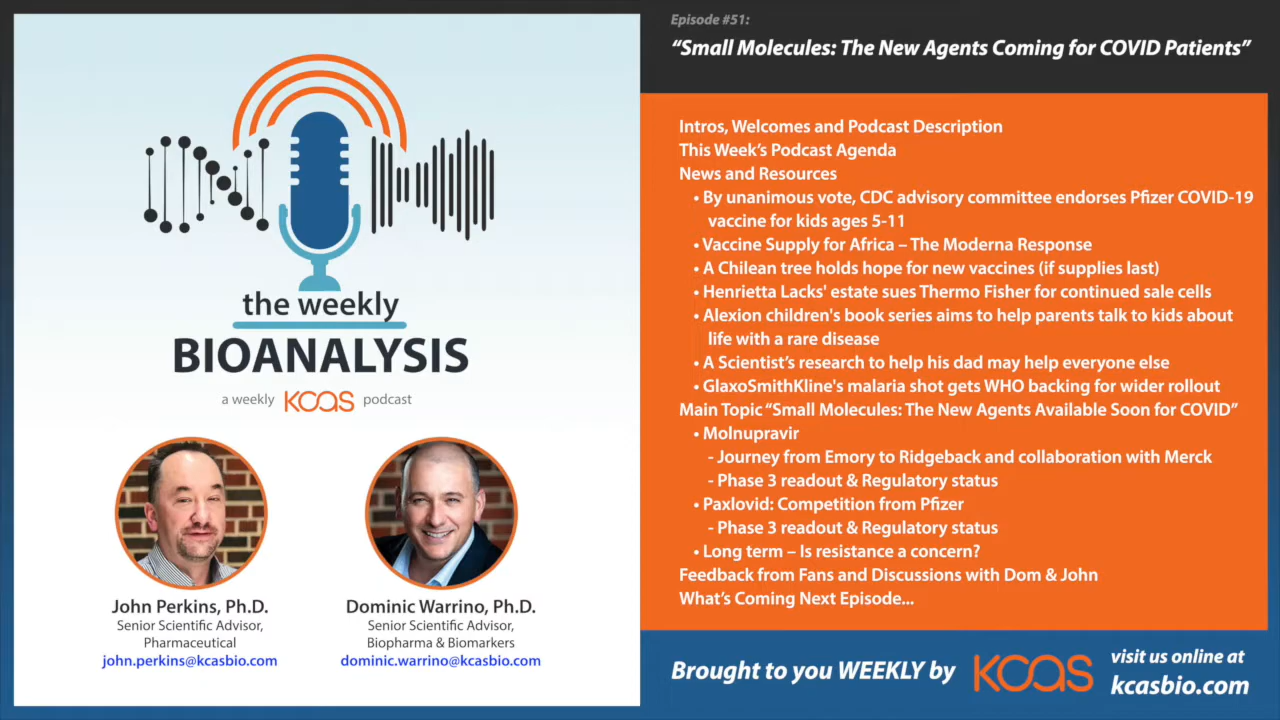 the weekly
BIOANALYSIS
a weekly KCAS podcast
John Perkins, Ph.D.
Senior Scientific Advisor,
Pharmaceutical
john.perkins@kcasbio.com
Dominic Warrino, Ph.D.
Senior Scientific Advisor,
Biopharma & Biomarkers
dominic.warrino@kcasbio.com
Episode #51:
“Small Molecules: The New Agents Coming for COVID Patients”
Intros, Welcomes and Podcast Description
This Week’s Podcast Agenda
News and Resources
• By unanimous vote, CDC advisory committee endorses Pfizer COVID-19
vaccine for kids ages 5-11
• Vaccine Supply for Africa – The Moderna Response
• A Chilean tree holds hope for new vaccines (if supplies last)
• Henrietta Lacks' estate sues Thermo Fisher for continued sale cells
• Alexion children's book series aims to help parents talk to kids about
life with a rare disease
• A Scientist’s research to help his dad may help everyone else
• GlaxoSmithKline's malaria shot gets WHO backing for wider rollout
Main Topic “Small Molecules: The New Agents Available Soon for COVID”
• Molnupravir
- Journey from Emory to Ridgeback and collaboration with Merck
- Phase 3 readout & Regulatory status
• Paxlovid: Competition from Pfizer
- Phase 3 readout & Regulatory status
• Long term – Is resistance a concern?
Feedback from Fans and Discussions with Dom & John
What’s Coming Next Episode...
Brought to you WEEKLY by KCAS
visit us online at
kcasbio.com